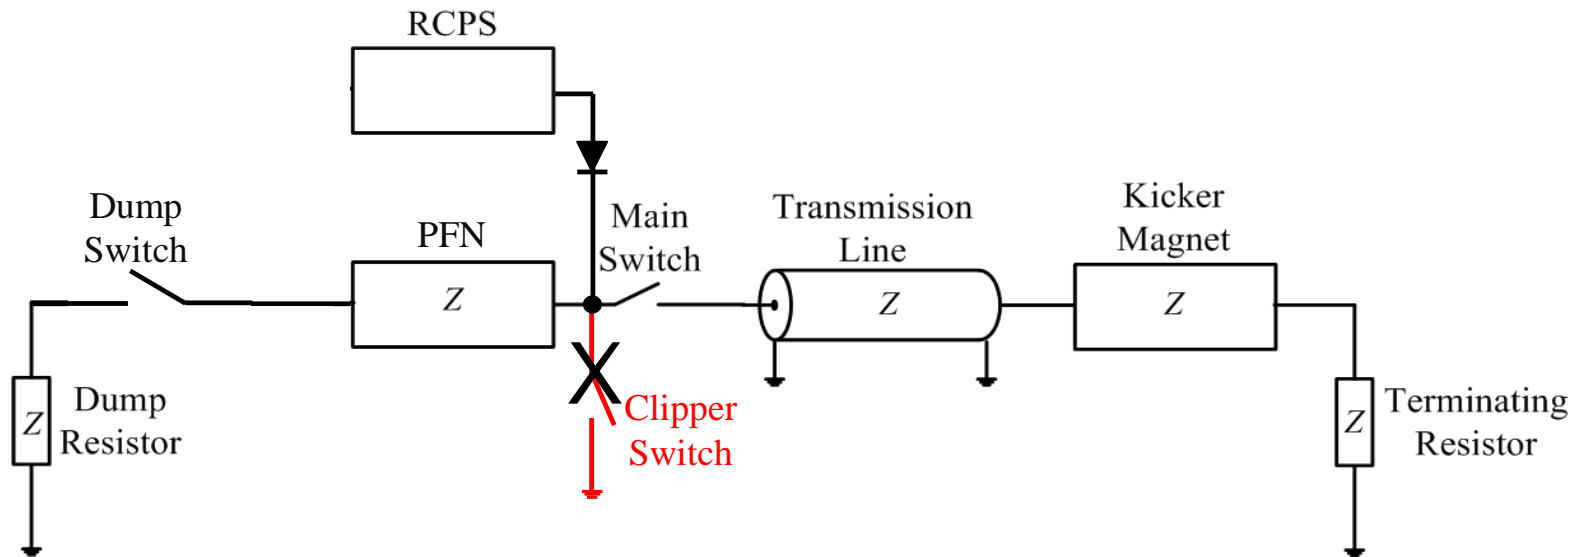 RCPS
Dump
Switch
PFN
Z
Main
Switch
Transmission
Line
Z
Kicker
Magnet
Z
Z
Dump
Resistor
X
Clipper
Switch
Z
Terminating
Resistor